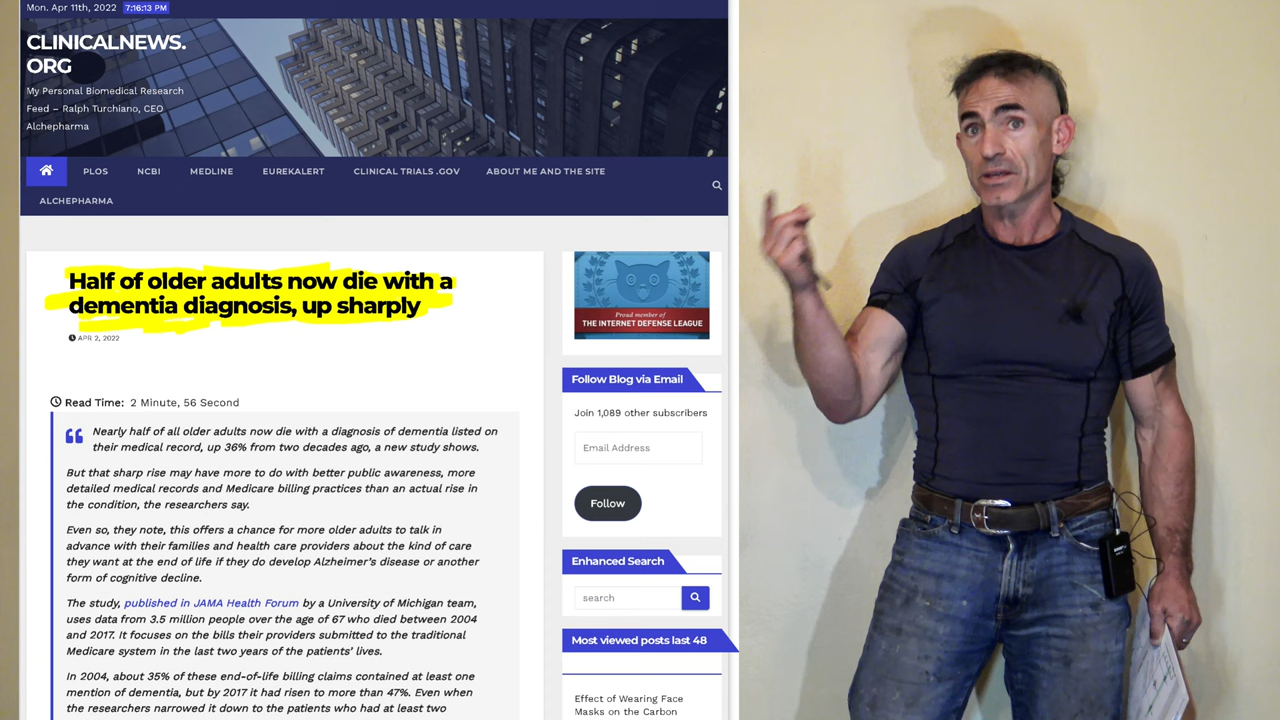 Mon. Apr 11th, 2022 7:16:13 PM
CLINICALNEWS.
ORG
My Personal Biomedical Research
Feed – Ralph Turchiano, CEO
Alchepharma
PLOS NCBI MEDLINE EUREKALERT CLINICAL TRIALS .GOV ABOUT ME AND THE SITE
ALCHEPHARMA
Half of older adults now die with a
dementia diagnosis, up sharply
APR 2, 2022
Read Time: 2 Minute, 56 Second
Nearly half of all older adults now die with a diagnosis of dementia listed on
their medical record, up 36% from two decades ago, a new study shows.
But that sharp rise may have more to do with better public awareness, more
detailed medical records and Medicare billing practices than an actual rise in
the condition, the researchers say.
Even so, they note, this offers a chance for more older adults to talk in
advance with their families and health care providers about the kind of care
they want at the end of life if they do develop Alzheimer's disease or another
form of cognitive decline.
The study, published in JAMA Health Forum by a University of Michigan team,
uses data from 3.5 million people over the age of 67 who died between 2004
and 2017. It focuses on the bills their providers submitted to the traditional
Medicare system in the last two years of the patients' lives.
In 2004, about 35% of these end-of-life billing claims contained at least one
mention of dementia, but by 2017 it had risen to more than 47%. Even when
the researchers narrowed it down to the patients who had at least two
Proud member of
THE INTERNET DEFENSE LEAGUE
Follow Blog via Email
Join 1,089 other subscribers
Email Address
Follow
Enhanced Search
search
Most viewed posts last 48
Effect of Wearing Face
Masks on the Carbon